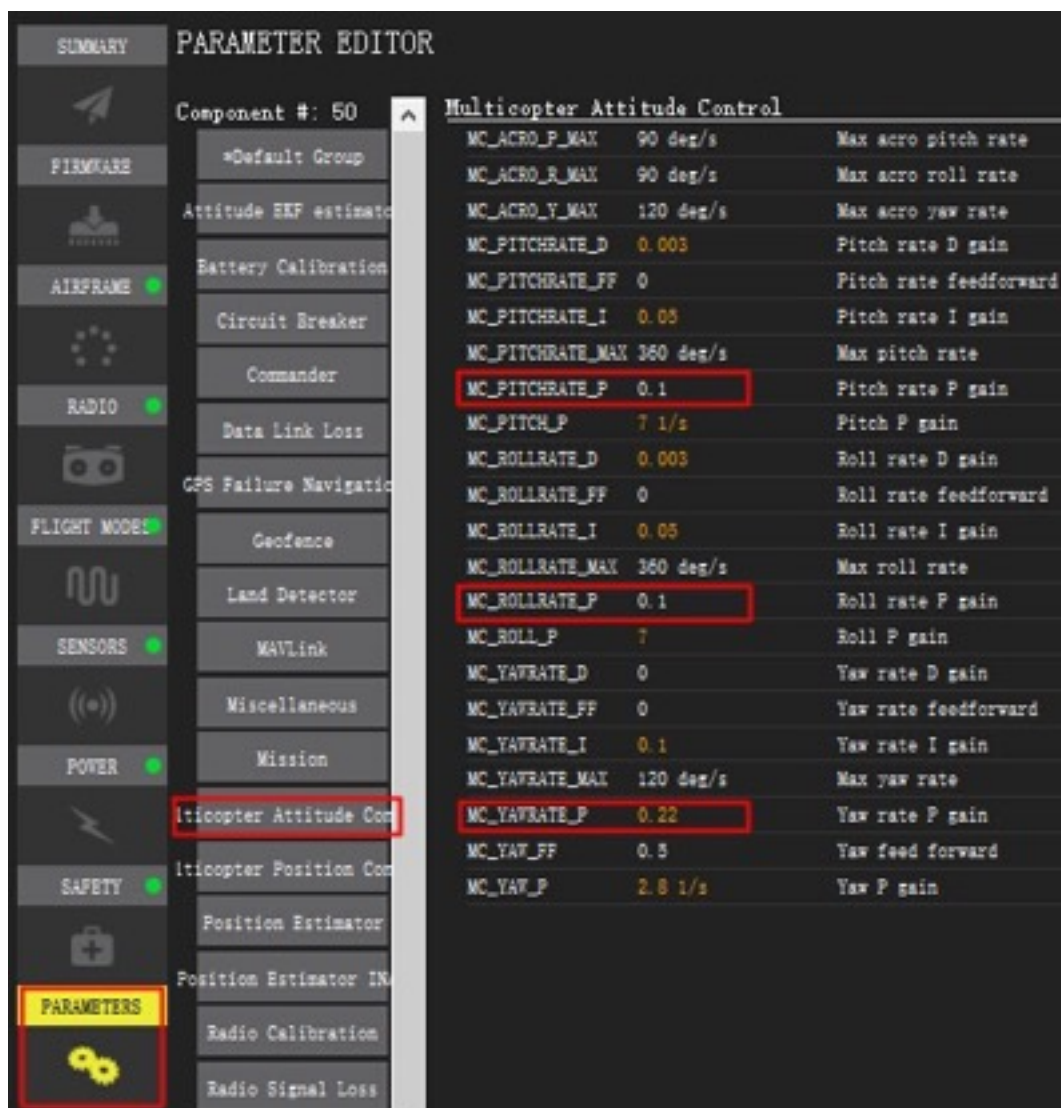 SUMMARY
FIRMWARE
AIRFRAME
RADIO
FLIGHT MODES
SENSORS
POWER
SAFETY
PARAMETERS
PARAMETER EDITOR
Component #: 50
*Default Group
Attitude EKF estimato
Battery Calibration
Circuit Breaker
Commander
Data Link Loss
GPS Failure Navigatio
Geofence
Land Detector
MAVLink
Miscellaneous
Mission
lticopter Attitude Con
lticopter Position Con
Position Estimator
Position Estimator INA
Radio Calibration
Radio Signal Loss
Multicopter Attitude Control
MC_ACRO_P_MAX 90 deg/s Max acro pitch rate
MC_ACRO_R_MAX 90 deg/s Max acro roll rate
MC_ACRO_Y_MAX 120 deg/s Max acro yaw rate
MC_PITCHRATE_D 0.003 Pitch rate D gain
MC_PITCHRATE_FF 0 Pitch rate feedforward
MC_PITCHRATE_I 0.05 Pitch rate I gain
MC_PITCHRATE_MAX 360 deg/s Max pitch rate
MC_PITCHRATE_P 0.1 Pitch rate P gain
MC_PITCH_P 7 1/s Pitch P gain
MC_ROLLRATE_D 0.003 Roll rate D gain
MC_ROLLRATE_FF 0 Roll rate feedforward
MC_ROLLRATE_I 0.05 Roll rate I gain
MC_ROLLRATE_MAX 360 deg/s Max roll rate
MC_ROLLRATE_P 0.1 Roll rate P gain
MC_ROLL_P 7 Roll P gain
MC_YAWRATE_D 0 Yaw rate D gain
MC_YAWRATE_FF 0 Yaw rate feedforward
MC_YAWRATE_I 0.1 Yaw rate I gain
MC_YAWRATE_MAX 120 deg/s Max yaw rate
MC_YAWRATE_P 0.22 Yaw rate P gain
MC_YAW_FF 0.5 Yaw feed forward
MC_YAW_P 2.8 1/s Yaw P gain